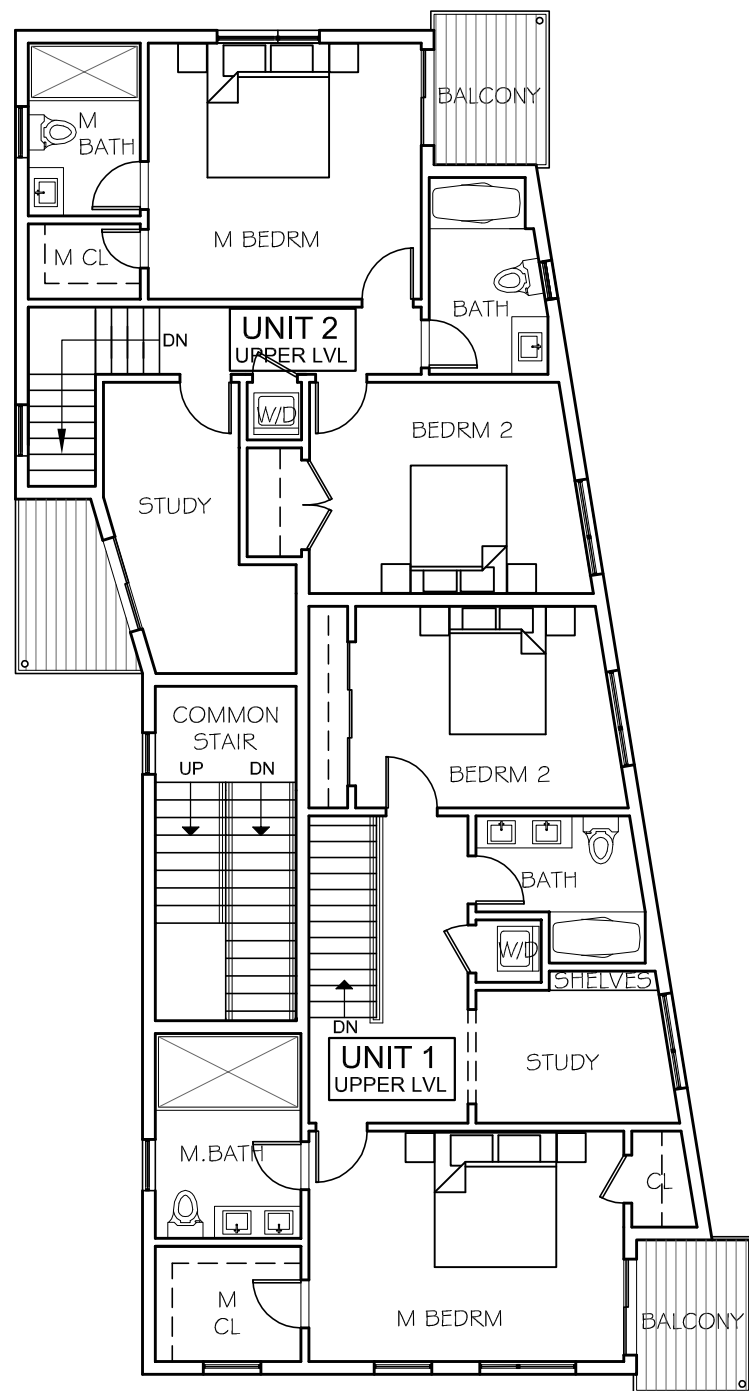 BALCONY
M
BATH
M BEDRM
M CL
BATH
UNIT 2
UPPER LVL
DN
W/D
BEDRM 2
STUDY
COMMON
STAIR
UP
DN
BEDRM 2
BATH
W/D
SHELVES
DN
UNIT 1
UPPER LVL
STUDY
M.BATH
CL
M
CL
M BEDRM
BALCONY